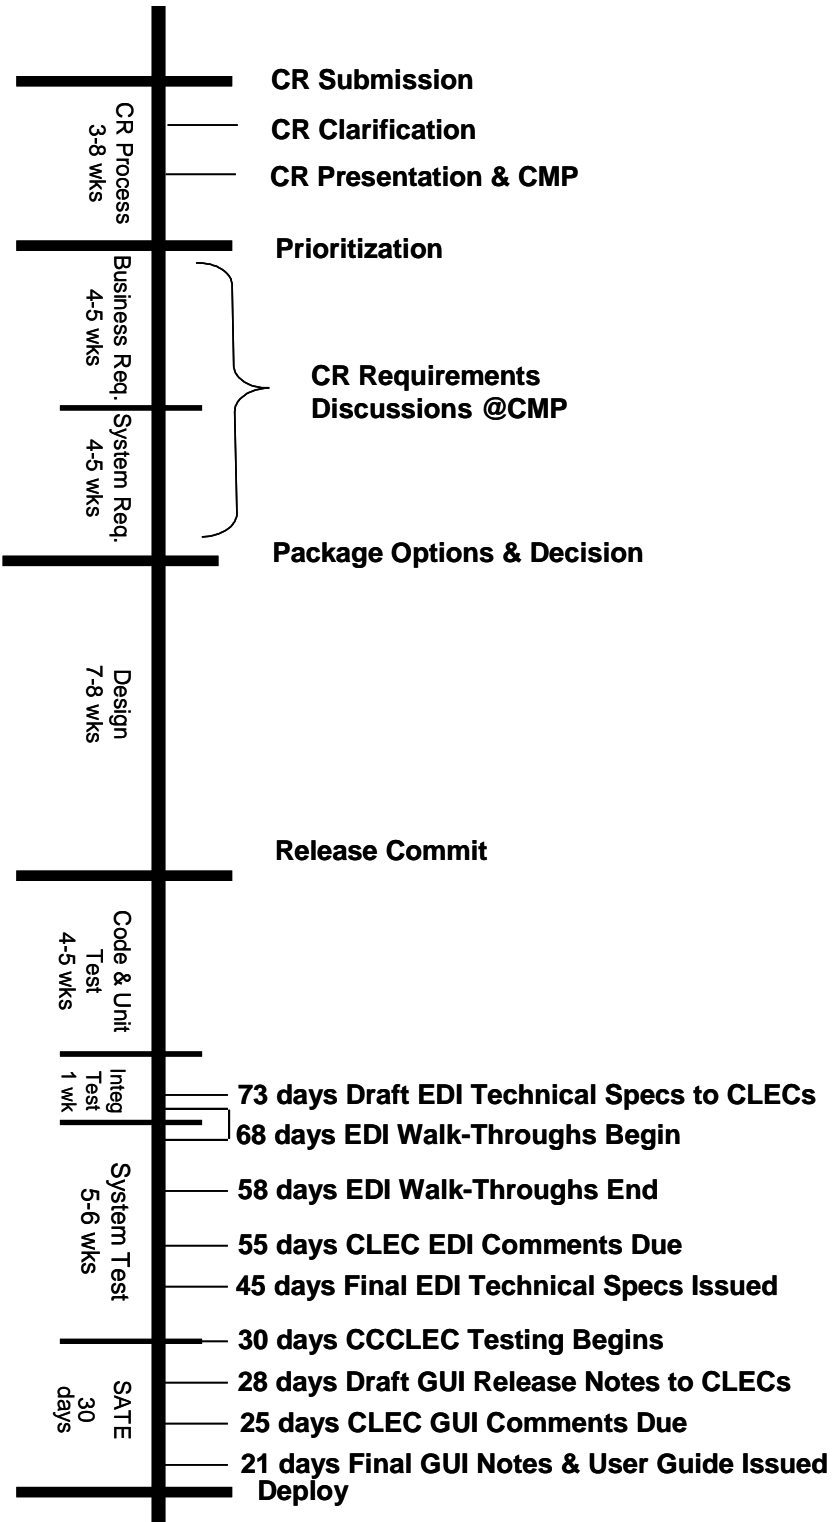 CR Submission
CR Process
3-8 wks
CR Clarification
CR Presentation & CMP
Prioritization
Business Req.
4-5 wks
CR Requirements
Discussions @CMP
System Req.
4-5 wks
Package Options & Decision
Design
7-8 wks
Release Commit
Code & Unit
Test
4-5 wks
Integ
Test
1 wk
73 days Draft EDI Technical Specs to CLECs
68 days EDI Walk-Throughs Begin
System Test
5-6 wks
58 days EDI Walk-Throughs End
55 days CLEC EDI Comments Due
45 days Final EDI Technical Specs Issued
30 days CCCLEC Testing Begins
SATE
30
days
28 days Draft GUI Release Notes to CLECs
25 days CLEC GUI Comments Due
21 days Final GUI Notes & User Guide Issued
Deploy